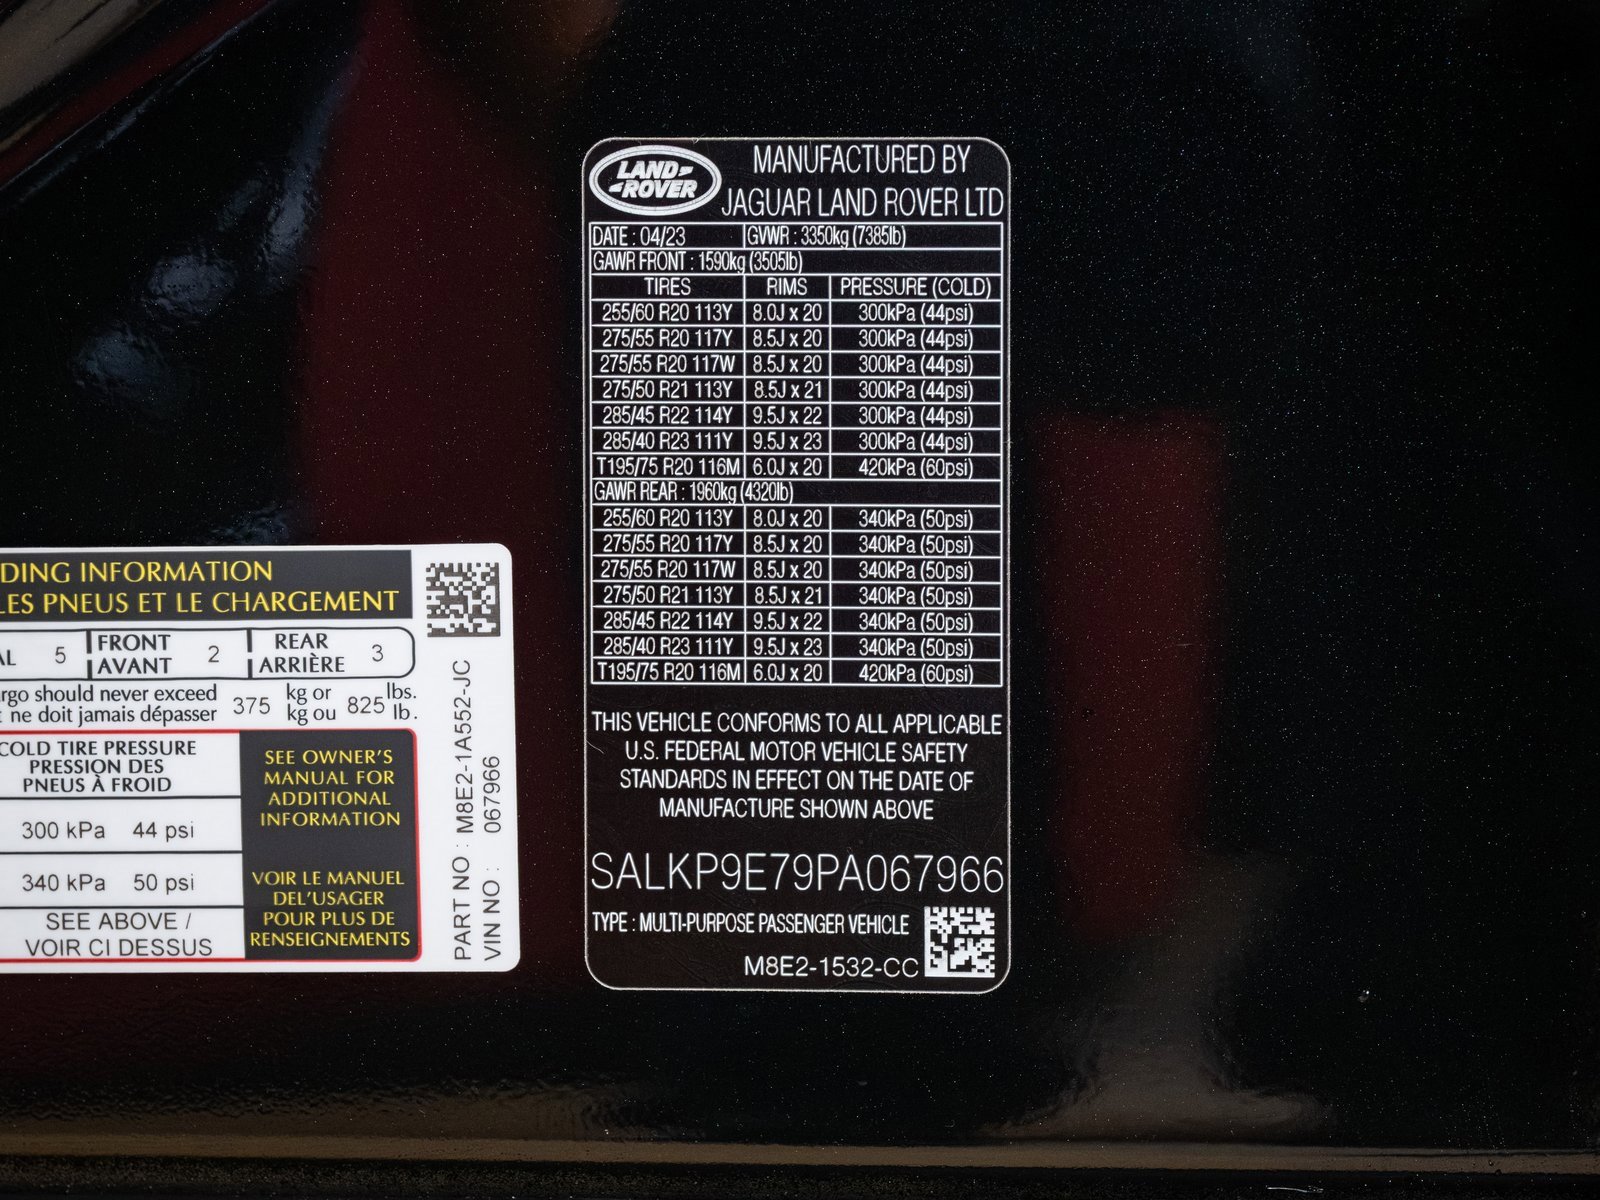 DING INFORMATION
LES PNEUS ET LE CHARGEMENT
AL 5 FRONT AVANT 2 REAR ARRIÈRE 3
rgo should never exceed 375 kg or 825 lbs.
ne doit jamais dépasser kg ou lb.
COLD TIRE PRESSURE
PRESSION DES
PNEUS À FROID
300 kPa 44 psi
340 kPa 50 psi
SEE ABOVE /
VOIR CI DESSUS
SEE OWNER'S
MANUAL FOR
ADDITIONAL
INFORMATION
VOIR LE MANUEL
DEL'USAGER
POUR PLUS DE
RENSEIGNEMENTS
PART NO : M8E2-1A552-JC
VIN NO : 067966
LAND ROVER
MANUFACTURED BY
JAGUAR LAND ROVER LTD
DATE : 04/23 GVWR : 3350kg (7385lb)
GAWR FRONT : 1590kg (3505lb)
TIRES RIMS PRESSURE (COLD)
255/60 R20 113Y 8.0J x 20 300kPa (44psi)
275/55 R20 117Y 8.5J x 20 300kPa (44psi)
275/55 R20 117W 8.5J x 20 300kPa (44psi)
275/50 R21 113Y 8.5J x 21 300kPa (44psi)
285/45 R22 114Y 9.5J x 22 300kPa (44psi)
285/40 R23 111Y 9.5J x 23 300kPa (44psi)
T195/75 R20 116M 6.0J x 20 420kPa (60psi)
GAWR REAR : 1960kg (4320lb)
255/60 R20 113Y 8.0J x 20 340kPa (50psi)
275/55 R20 117Y 8.5J x 20 340kPa (50psi)
275/55 R20 117W 8.5J x 20 340kPa (50psi)
275/50 R21 113Y 8.5J x 21 340kPa (50psi)
285/45 R22 114Y 9.5J x 22 340kPa (50psi)
285/40 R23 111Y 9.5J x 23 340kPa (50psi)
T195/75 R20 116M 6.0J x 20 420kPa (60psi)
THIS VEHICLE CONFORMS TO ALL APPLICABLE
U.S. FEDERAL MOTOR VEHICLE SAFETY
STANDARDS IN EFFECT ON THE DATE OF
MANUFACTURE SHOWN ABOVE
SALKP9E79PA067966
TYPE : MULTI-PURPOSE PASSENGER VEHICLE
M8E2-1532-CC